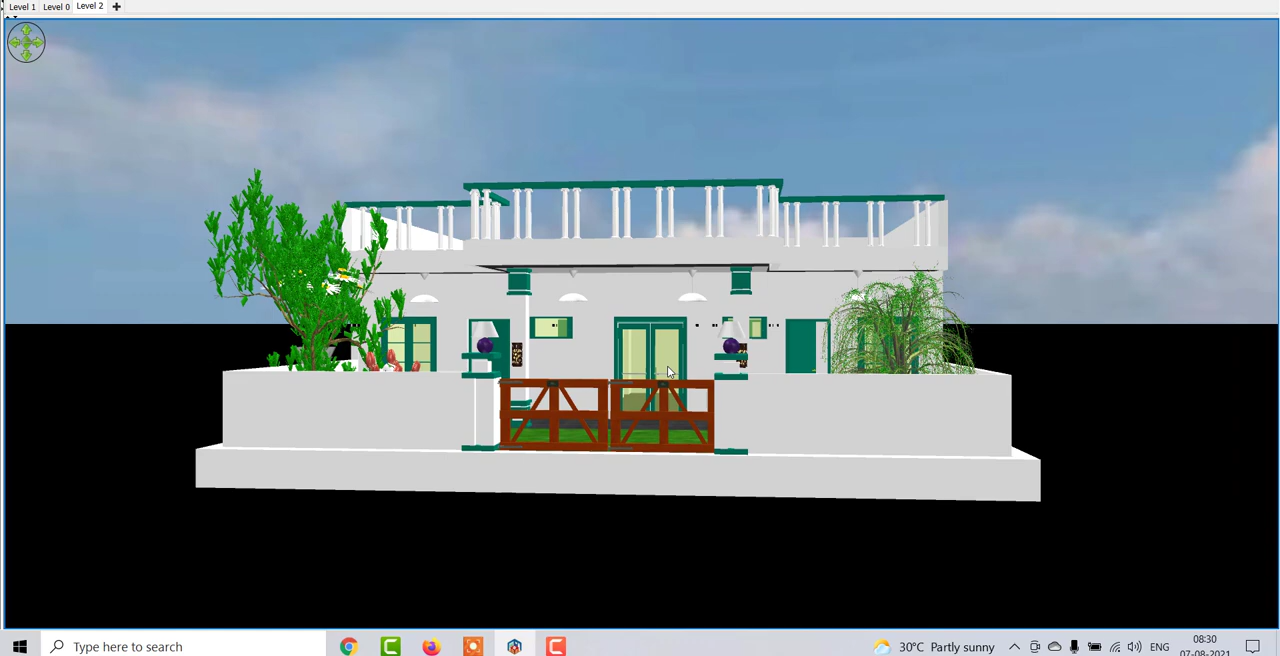 Level 1 Level 0 Level 2
Type here to search
30°C Partly sunny
ENG
08:30
07-08-2021